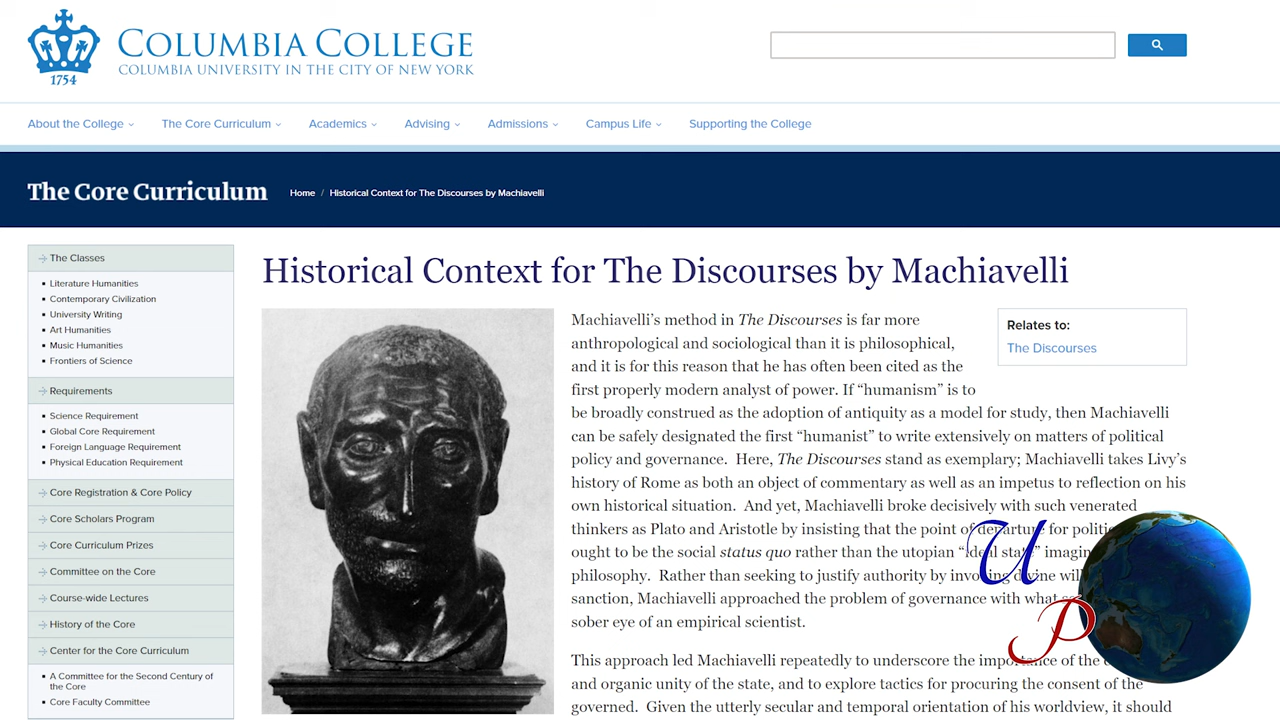 COLUMBIA COLLEGE
COLUMBIA UNIVERSITY IN THE CITY OF NEW YORK
1754
About the College
The Core Curriculum
Academics
Advising
Admissions
Campus Life
Supporting the College
The Core Curriculum
Home / Historical Context for The Discourses by Machiavelli
The Classes
Literature Humanities
Contemporary Civilization
University Writing
Art Humanities
Music Humanities
Frontiers of Science
Requirements
Science Requirement
Global Core Requirement
Foreign Language Requirement
Physical Education Requirement
Core Registration & Core Policy
Core Scholars Program
Core Curriculum Prizes
Committee on the Core
Course-wide Lectures
History of the Core
Center for the Core Curriculum
A Committee for the Second Century of
the Core
Core Faculty Committee
Historical Context for The Discourses by Machiavelli
Machiavelli's method in The Discourses is far more
anthropological and sociological than it is philosophical,
and it is for this reason that he has often been cited as the
first properly modern analyst of power. If “humanism” is to
be broadly construed as the adoption of antiquity as a model for study, then Machiavelli
can be safely designated the first “humanist” to write extensively on matters of political
policy and governance. Here, The Discourses stand as exemplary; Machiavelli takes Livy's
history of Rome as both an object of commentary as well as an impetus to reflection on his
own historical situation. And yet, Machiavelli broke decisively with such venerated
thinkers as Plato and Aristotle by insisting that the point of departure for
ought to be the social status quo rather than the utopian “ideal state”
philosophy. Rather than seeking to justify authority by invoking divine
sanction, Machiavelli approached the problem of governance with what
sober eye of an empirical scientist.
This approach led Machiavelli repeatedly to underscore the importance of the
and organic unity of the state, and to explore tactics for procuring the consent of the
governed. Given the utterly secular and temporal orientation of his worldview, it should
Relates to:
The Discourses
U
P